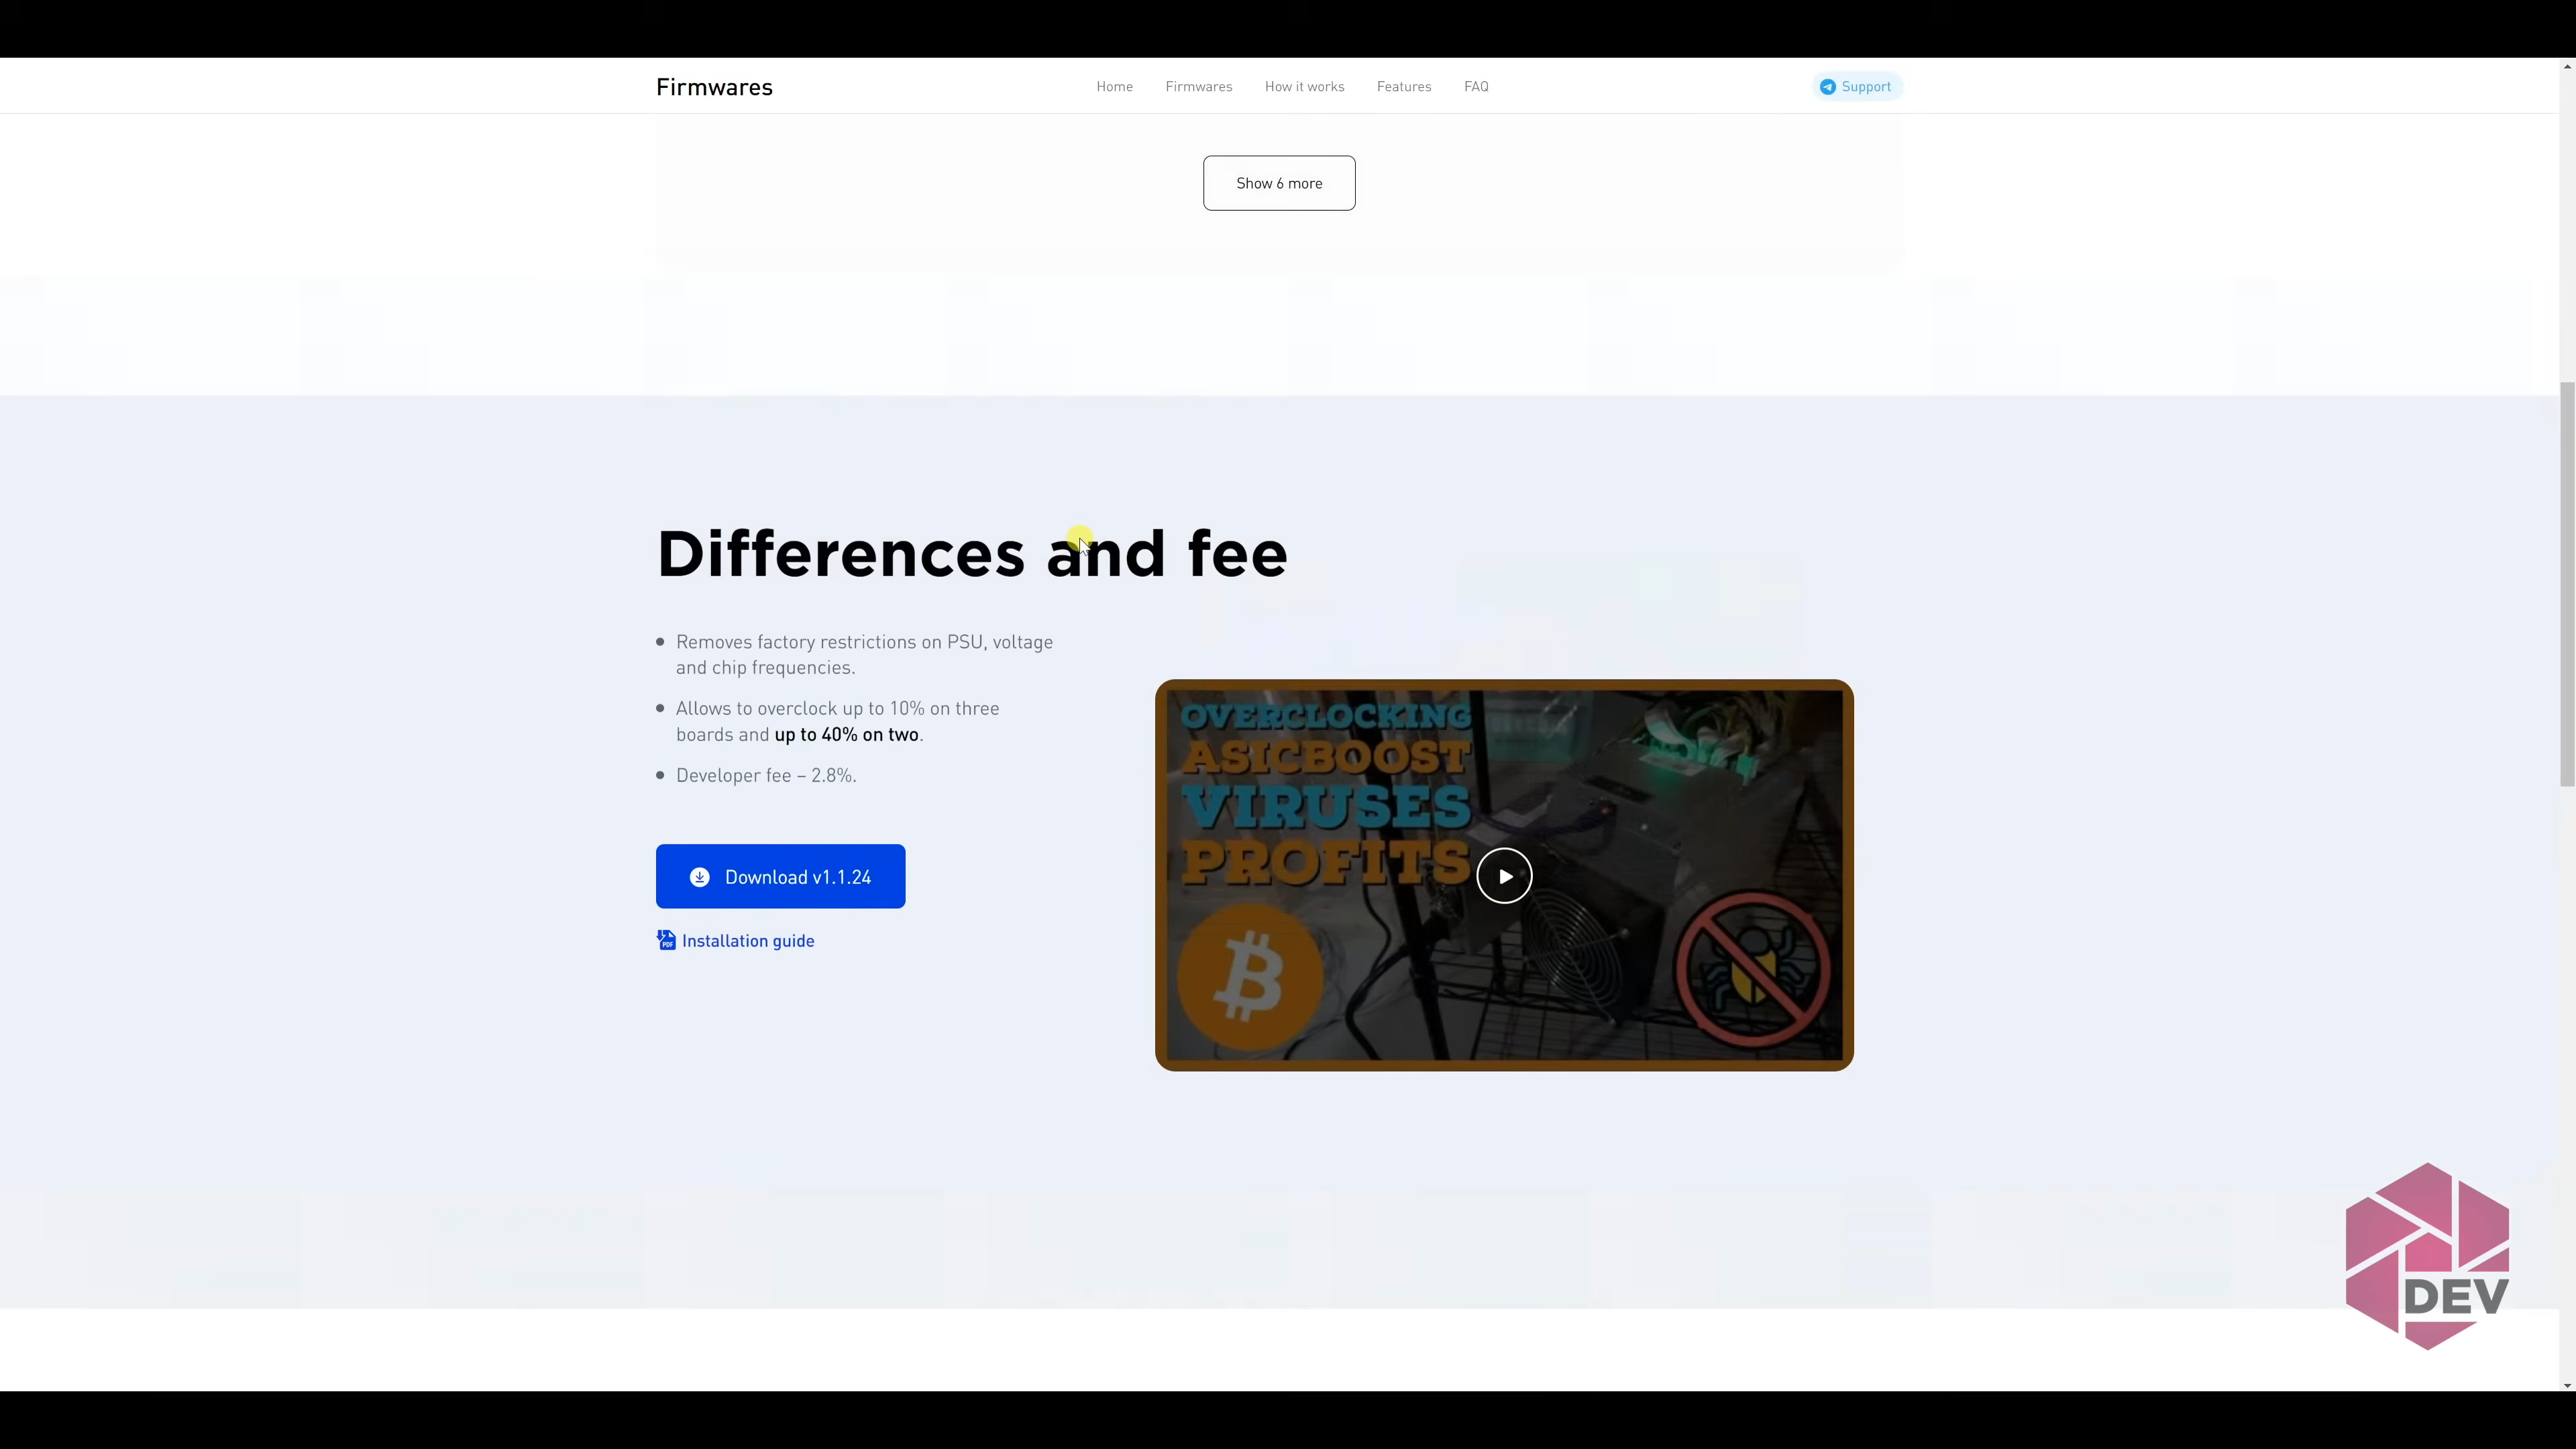 Firmwares
Home
Firmwares
How it works
Features
FAQ
Support
Show 6 more
Differences and fee
Removes factory restrictions on PSU, voltage
and chip frequencies.
Allows to overclock up to 10% on three
boards and up to 40% on two.
Developer fee – 2.8%.
Download v1.1.24
PDF
Installation guide
OVERCLOCKING
ASICBOOST
VIRUSES
PROFITS
DEV